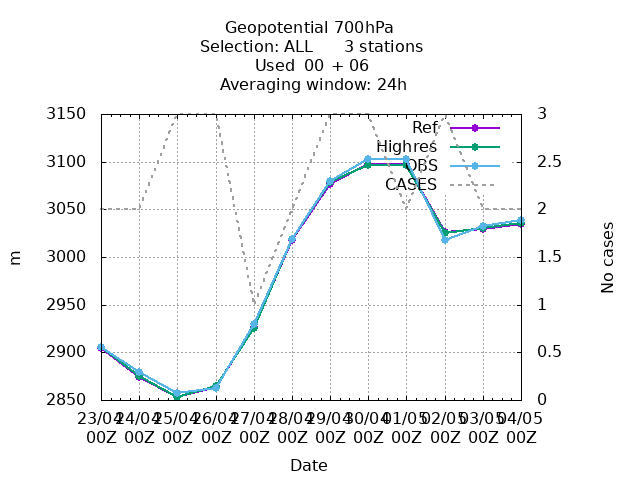 Geopotential 700hPa
Selection: ALL 3 stations
Used 00 + 06
Averaging window: 24h
3150 3
3100 2.5
3050 2
3000 1.5
2950 1
2900 0.5
2850 0
Ref
Highres
OBS
CASES
m
No cases
23/04 24/04 25/04 26/04 27/04 28/04 29/04 30/04 01/05 02/05 03/05 04/05
00Z 00Z 00Z 00Z 00Z 00Z 00Z 00Z 00Z 00Z 00Z 00Z
Date